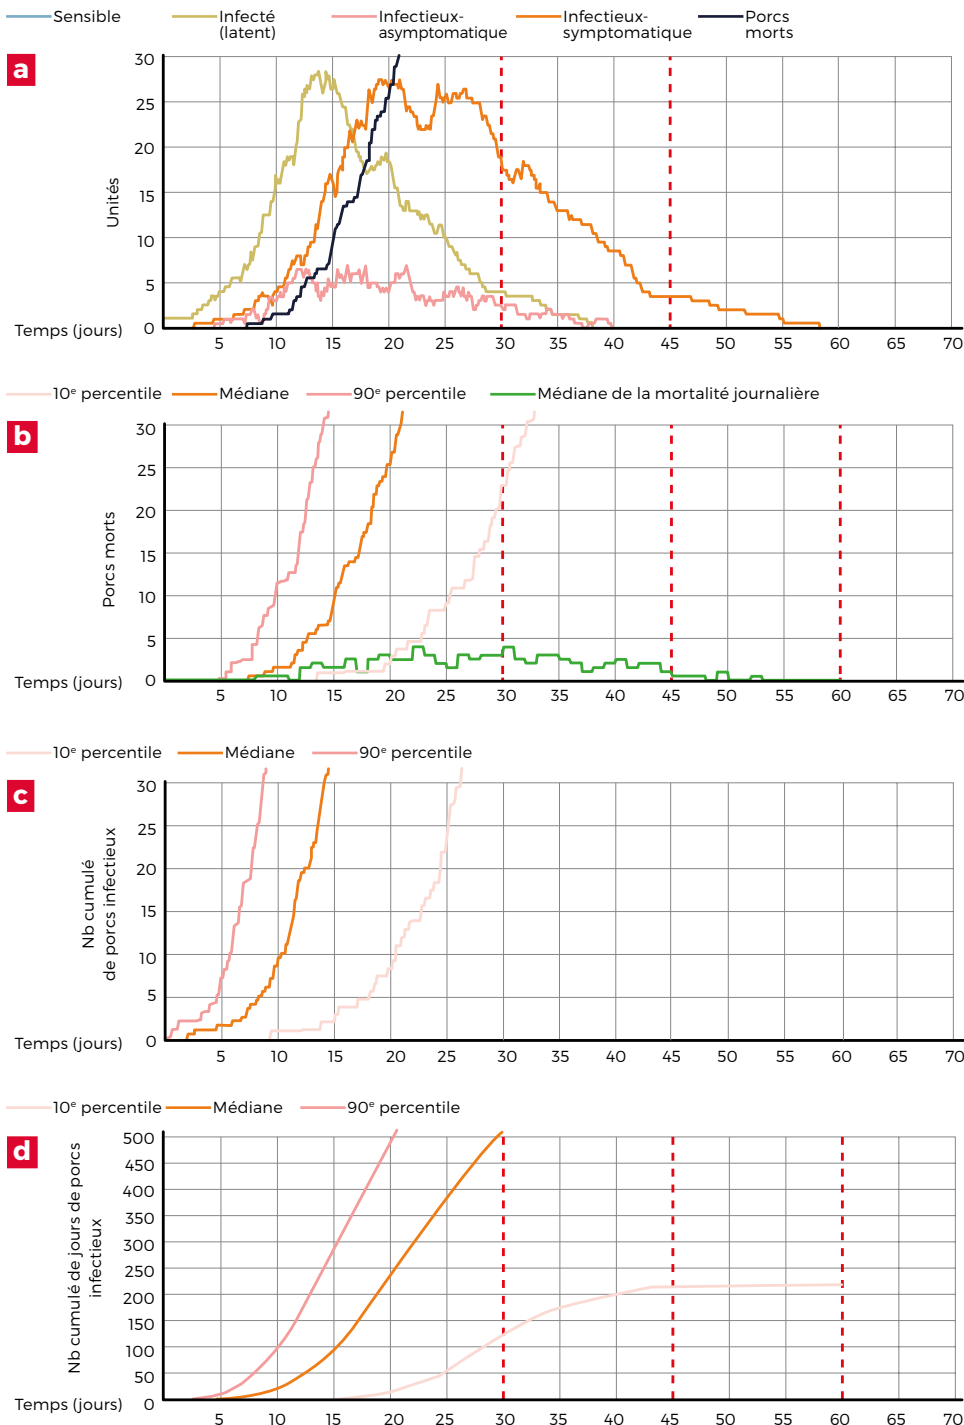 Sensible
Infecté
(latent)
Infectieux-
asymptomatique
Infectieux-
symptomatique
Porcs
morts
a
Unités
30
25
20
15
10
5
0
Temps (jours)
5 10 15 20 25 30 35 40 45 50 55 60 65 70
10e percentile Médiane 90e percentile Médiane de la mortalité journalière
b
Porcs morts
30
25
20
15
10
5
0
Temps (jours)
5 10 15 20 25 30 35 40 45 50 55 60 65 70
10e percentile Médiane 90e percentile
c
Nb cumulé
de porcs infectieux
30
25
20
15
10
5
0
Temps (jours)
5 10 15 20 25 30 35 40 45 50 55 60 65 70
10e percentile Médiane 90e percentile
d
Nb cumulé de jours de porcs
infectieux
500
450
400
350
300
250
200
150
100
50
0
Temps (jours)
5 10 15 20 25 30 35 40 45 50 55 60 65 70